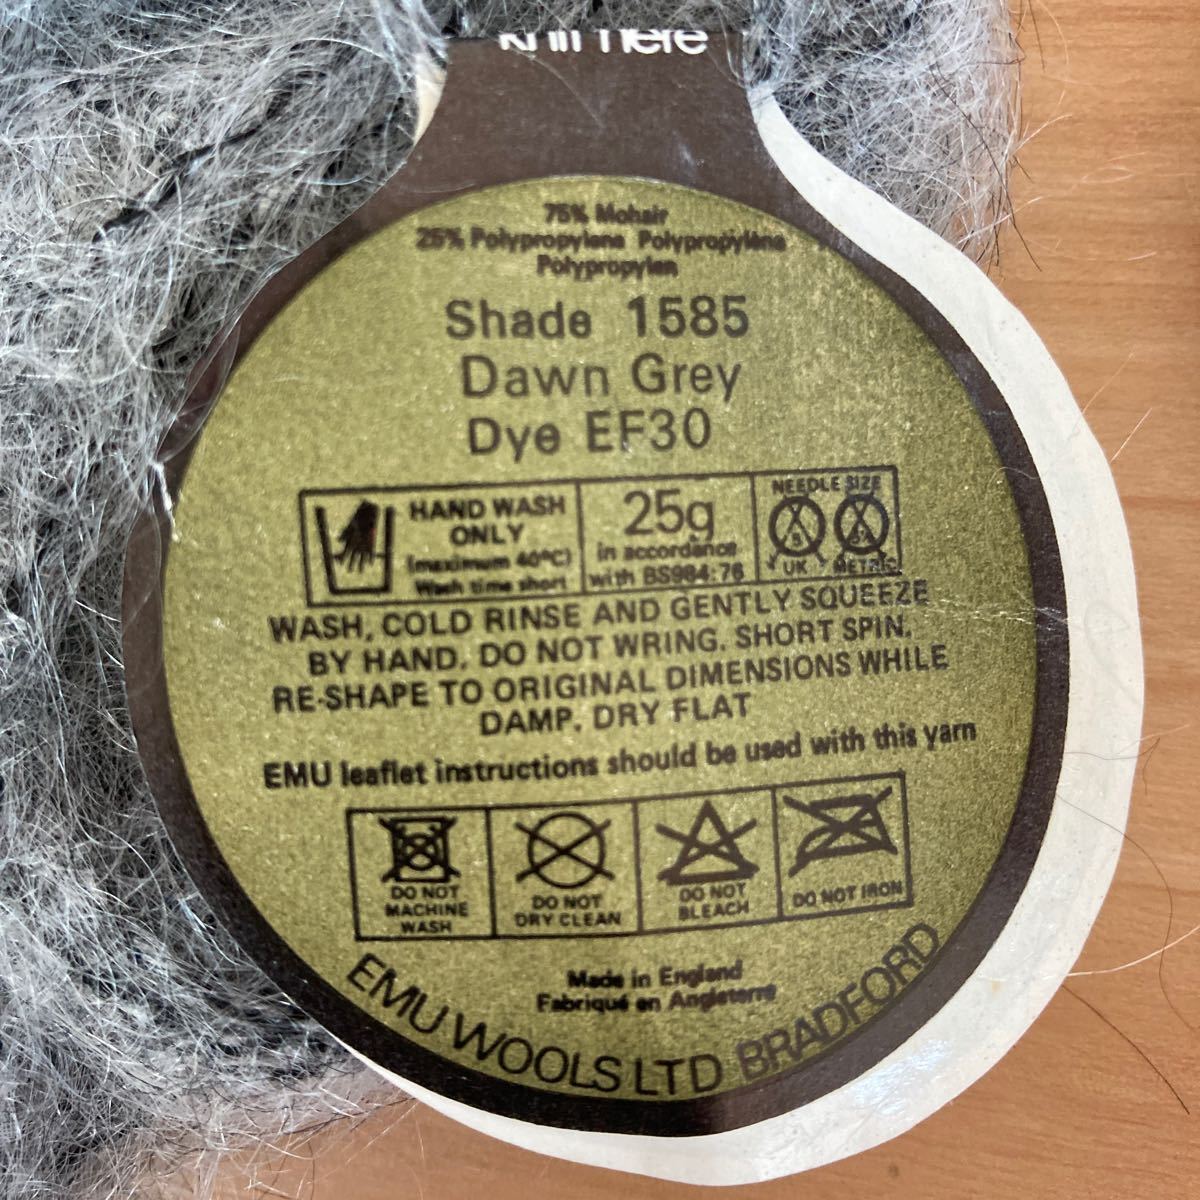 knit here
75% Mohair
25% Polypropylene Polypropylène
Polypropylen
Shade 1585
Dawn Grey
Dye EF30
HAND WASH
ONLY
(maximum 40°C)
Wash time short
25g
in accordance
with BS984:76
NEEDLE SIZE
UK METRIC
WASH, COLD RINSE AND GENTLY SQUEEZE
BY HAND. DO NOT WRING. SHORT SPIN.
RE-SHAPE TO ORIGINAL DIMENSIONS WHILE
DAMP. DRY FLAT
EMU leaflet instructions should be used with this yarn
DO NOT
MACHINE
WASH
DO NOT
DRY CLEAN
DO NOT
BLEACH
DO NOT IRON
Made in England
Fabriqué en Angleterre
EMU WOOLS LTD BRADFORD